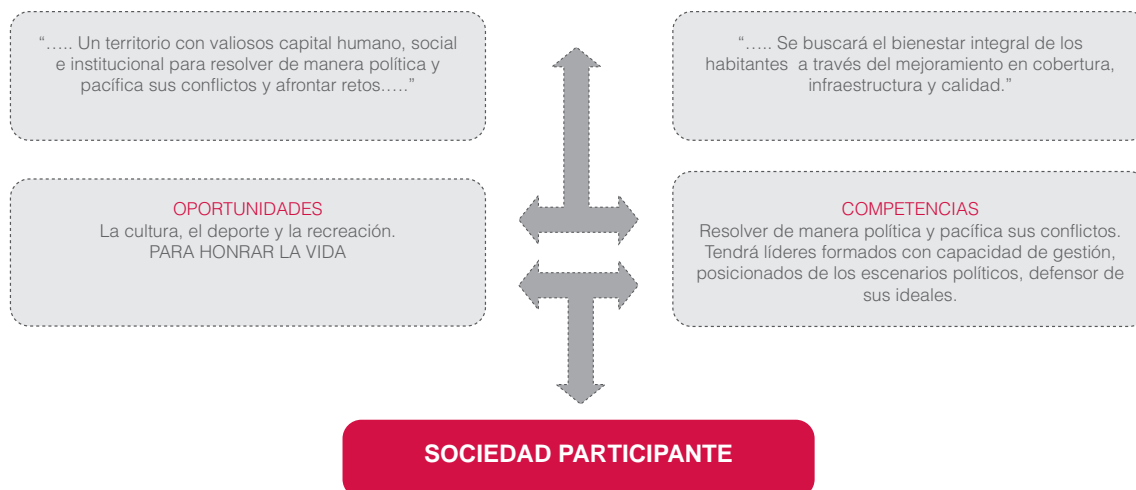 “….. Un territorio con valiosos capital humano, social
e institucional para resolver de manera política y
pacífica sus conflictos y afrontar retos…..”
“….. Se buscará el bienestar integral de los
habitantes a través del mejoramiento en cobertura,
infraestructura y calidad.”
OPORTUNIDADES
La cultura, el deporte y la recreación.
PARA HONRAR LA VIDA
COMPETENCIAS
Resolver de manera política y pacífica sus conflictos.
Tendrá líderes formados con capacidad de gestión,
posicionados de los escenarios políticos, defensor de
sus ideales.
SOCIEDAD PARTICIPANTE